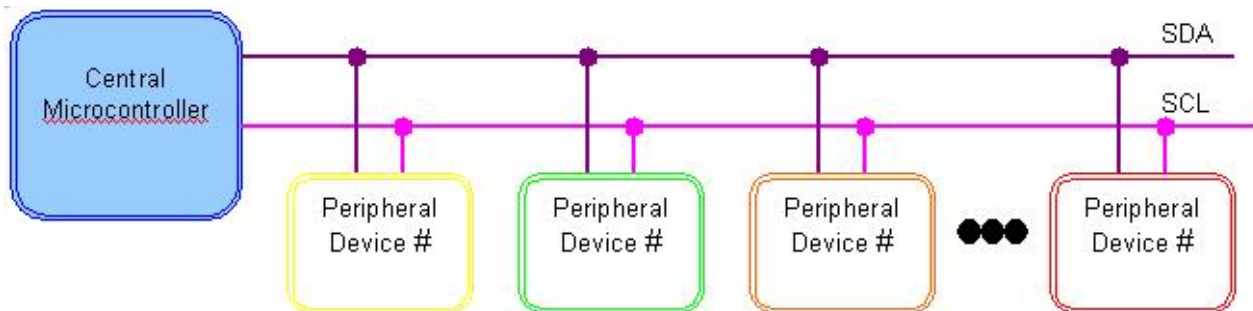 SDA
Central
Microcontroller
SCL
Peripheral
Device #
Peripheral
Device #
Peripheral
Device #
Peripheral
Device #